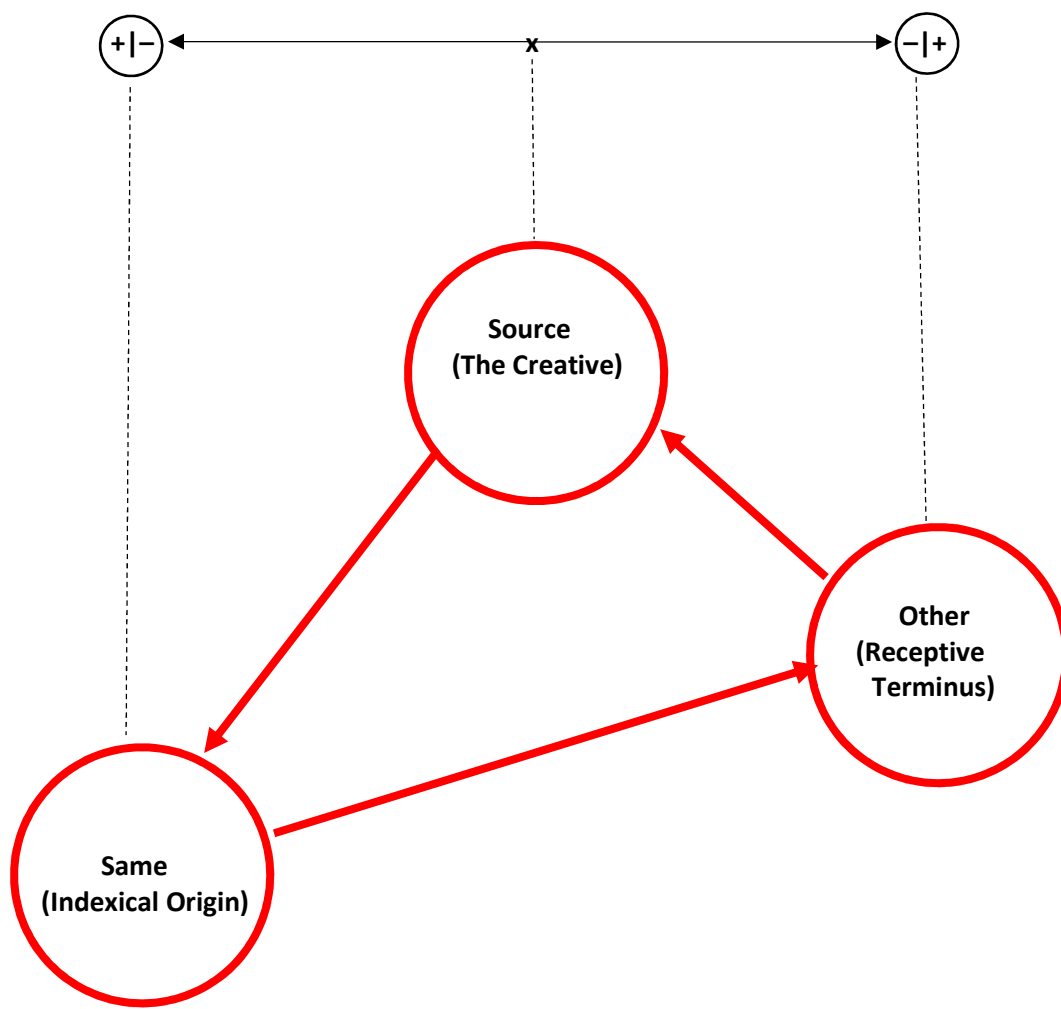 +|− x −|+
Source
(The Creative)
Other
(Receptive
Terminus)
Same
(Indexical Origin)